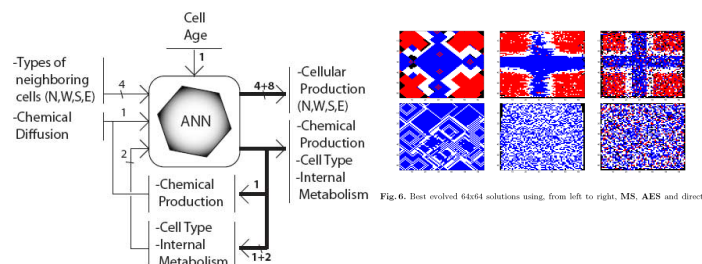 Cell
Age
1
-Types of
neighboring
cells (N,W,S,E)
-Chemical
Diffusion
4
1
2
ANN
4+8
-Cellular
Production
(N,W,S,E)
-Chemical
Production
-Cell Type
-Internal
Metabolism
-Chemical
Production
1
-Cell Type
-Internal
Metabolism
1+2
Fig. 6. Best evolved 64x64 solutions using, from left to right, MS, AES and direct